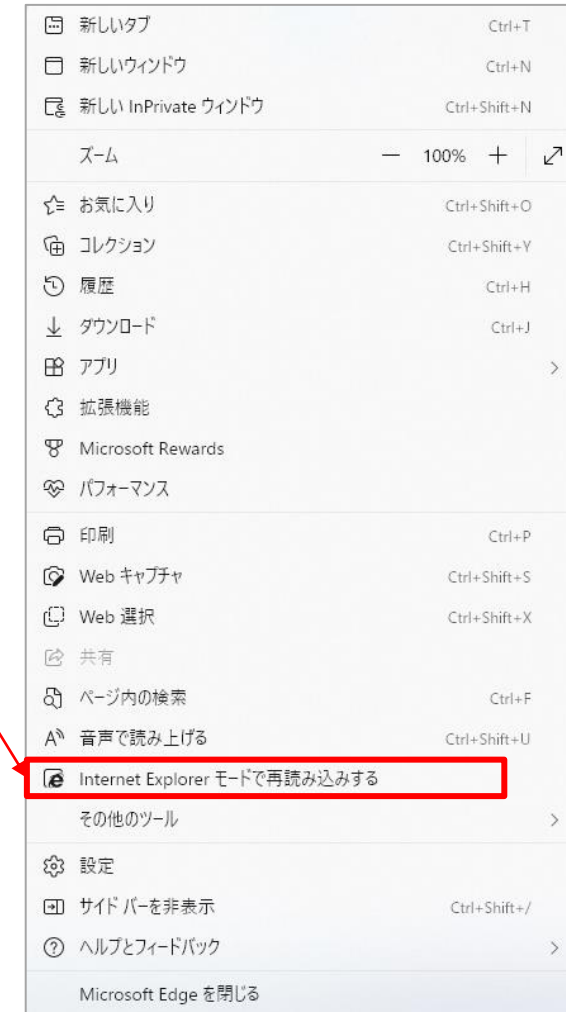 新しいタブ Ctrl+T
新しいウィンドウ Ctrl+N
新しい InPrivate ウィンドウ Ctrl+Shift+N
ズーム — 100% +
お気に入り Ctrl+Shift+O
コレクション Ctrl+Shift+Y
履歴 Ctrl+H
ダウンロード Ctrl+J
アプリ
拡張機能
Microsoft Rewards
パフォーマンス
印刷 Ctrl+P
Web キャプチャ Ctrl+Shift+S
Web 選択 Ctrl+Shift+X
共有
ページ内の検索 Ctrl+F
音声で読み上げる Ctrl+Shift+U
Internet Explorer モードで再読み込みする
その他のツール
設定
サイド バーを非表示 Ctrl+Shift+/
ヘルプとフィードバック
Microsoft Edge を閉じる